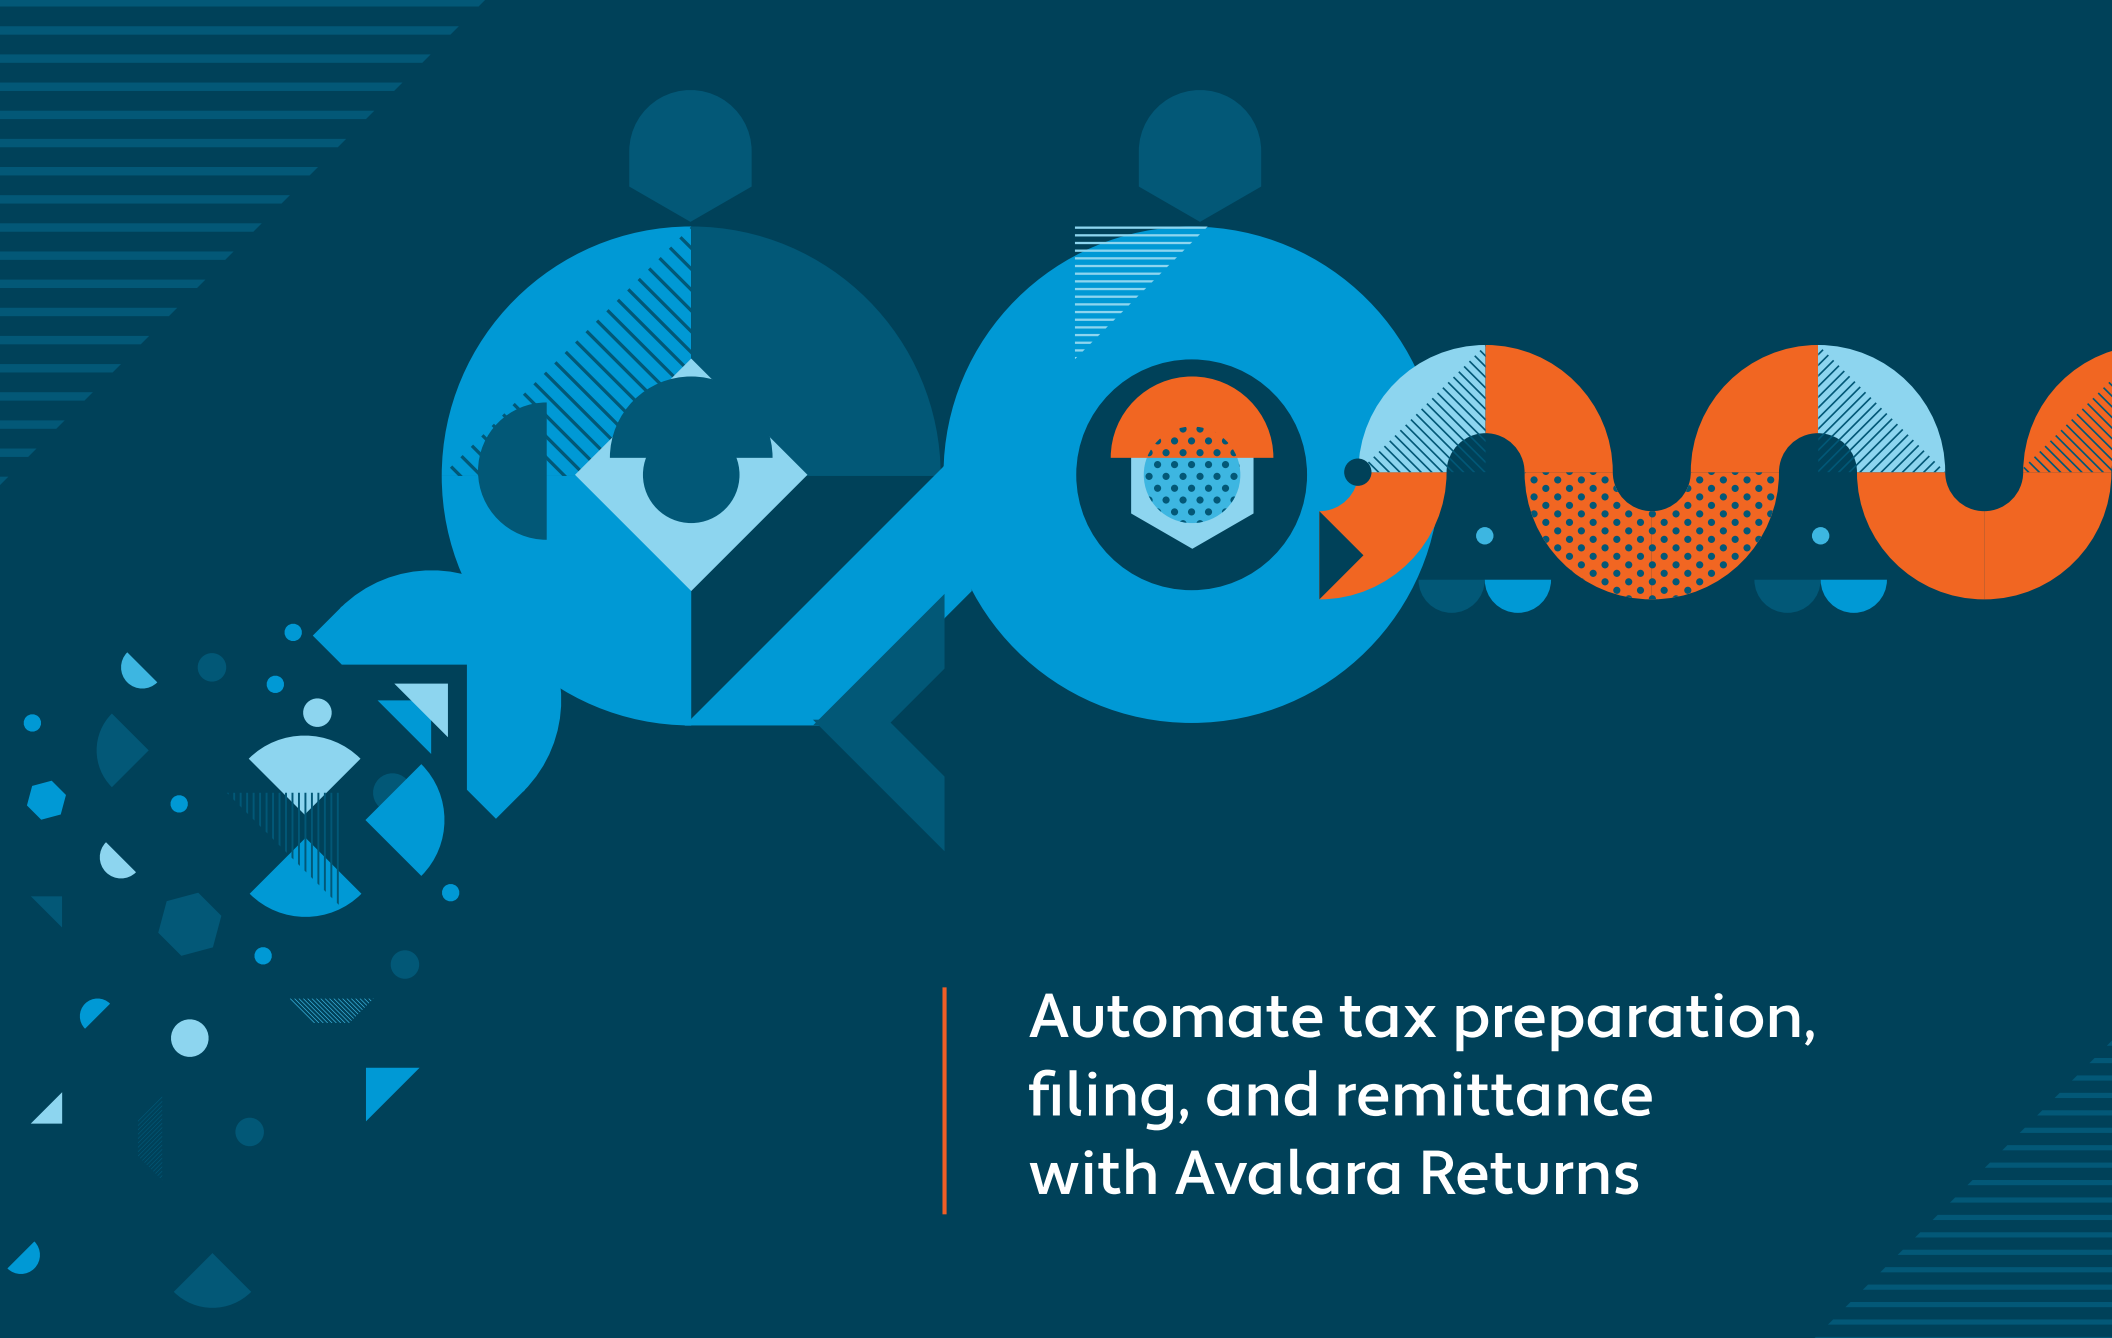 Automate tax preparation,
filing, and remittance
with Avalara Returns